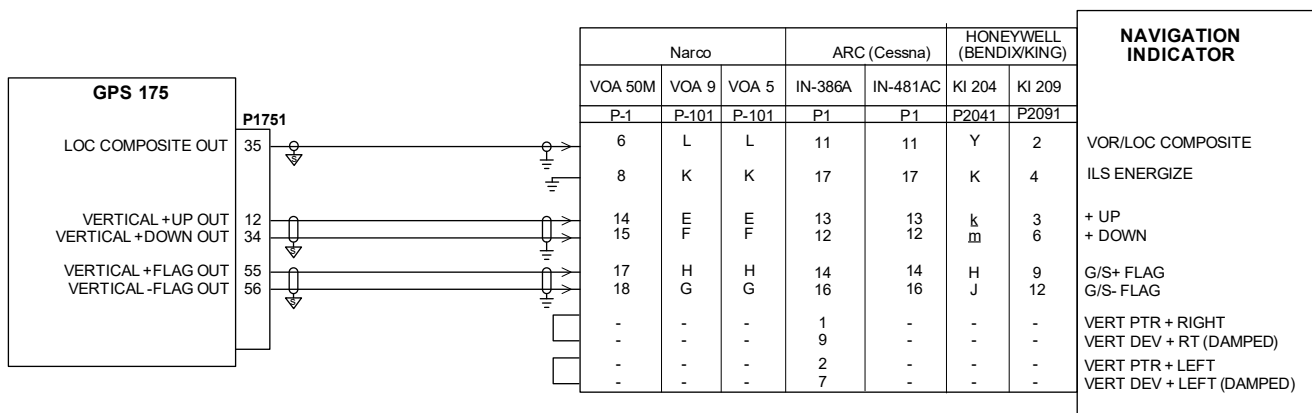 GPS 175
P1751
LOC COMPOSITE OUT 35
VERTICAL +UP OUT 12
VERTICAL +DOWN OUT 34
VERTICAL +FLAG OUT 55
VERTICAL -FLAG OUT 56
S
S
S
Narco ARC (Cessna) HONEYWELL
(BENDIX/KING)
VOA 50M VOA 9 VOA 5 IN-386A IN-481AC KI 204 KI 209
P-1 P-101 P-101 P1 P1 P2041 P2091
NAVIGATION
INDICATOR
6 L L 11 11 Y 2 VOR/LOC COMPOSITE
8 K K 17 17 K 4 ILS ENERGIZE
14 E E 13 13 k 3 + UP
15 F F 12 12 m 6 + DOWN
17 H H 14 14 H 9 G/S+ FLAG
18 G G 16 16 J 12 G/S- FLAG
- - - 1 - - - VERT PTR + RIGHT
- - - 9 - - - VERT DEV + RT (DAMPED)
- - - 2 - - - VERT PTR + LEFT
- - - 7 - - - VERT DEV + LEFT (DAMPED)